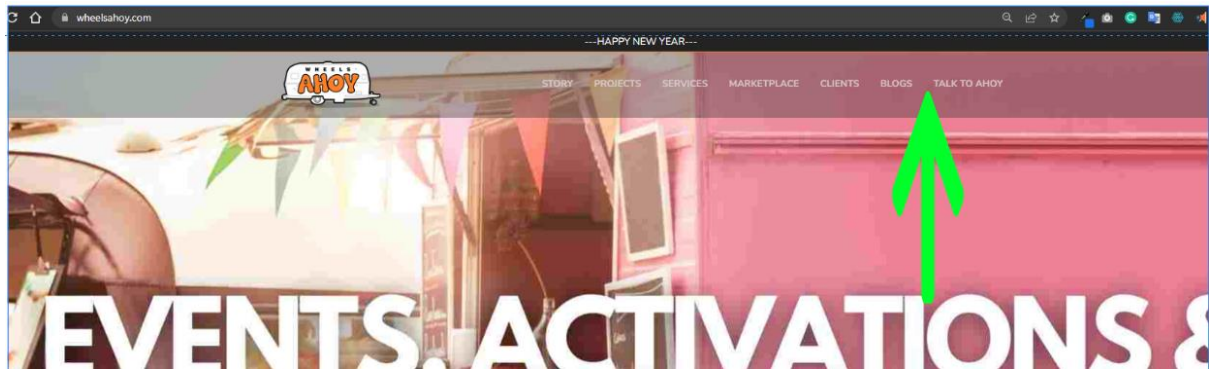 wheelsahoy.com
---HAPPY NEW YEAR---
WHEELS
AHOY
STORY PROJECTS SERVICES MARKETPLACE CLIENTS BLOGS TALK TO AHOY
EVENTS. ACTIVATIONS &